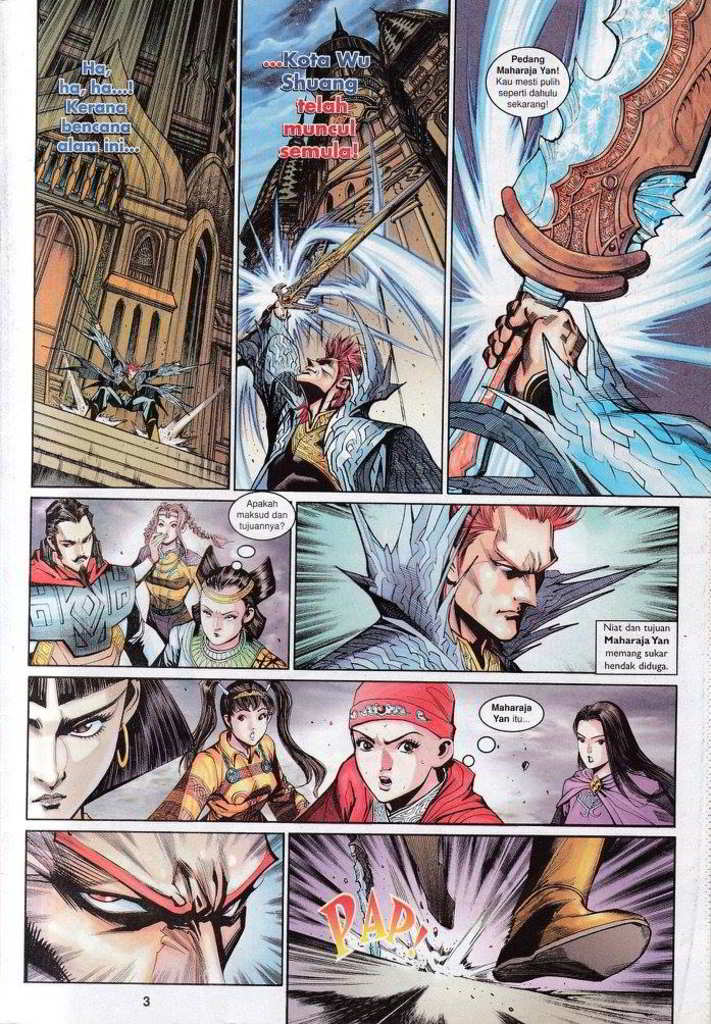 Ha,
ha, ha...!
Kerana
bencana
alam ini...
...Kota Wu
Shuang
telah
muncul
semula!
Pedang
Maharaja Yan!
Kau mesti pulih
seperti dahulu
sekarang!
Apakah
maksud dan
tujuannya?
Niat dan tujuan
Maharaja Yan
memang sukar
hendak diduga.
Maharaja
Yan itu...
PAP!
3